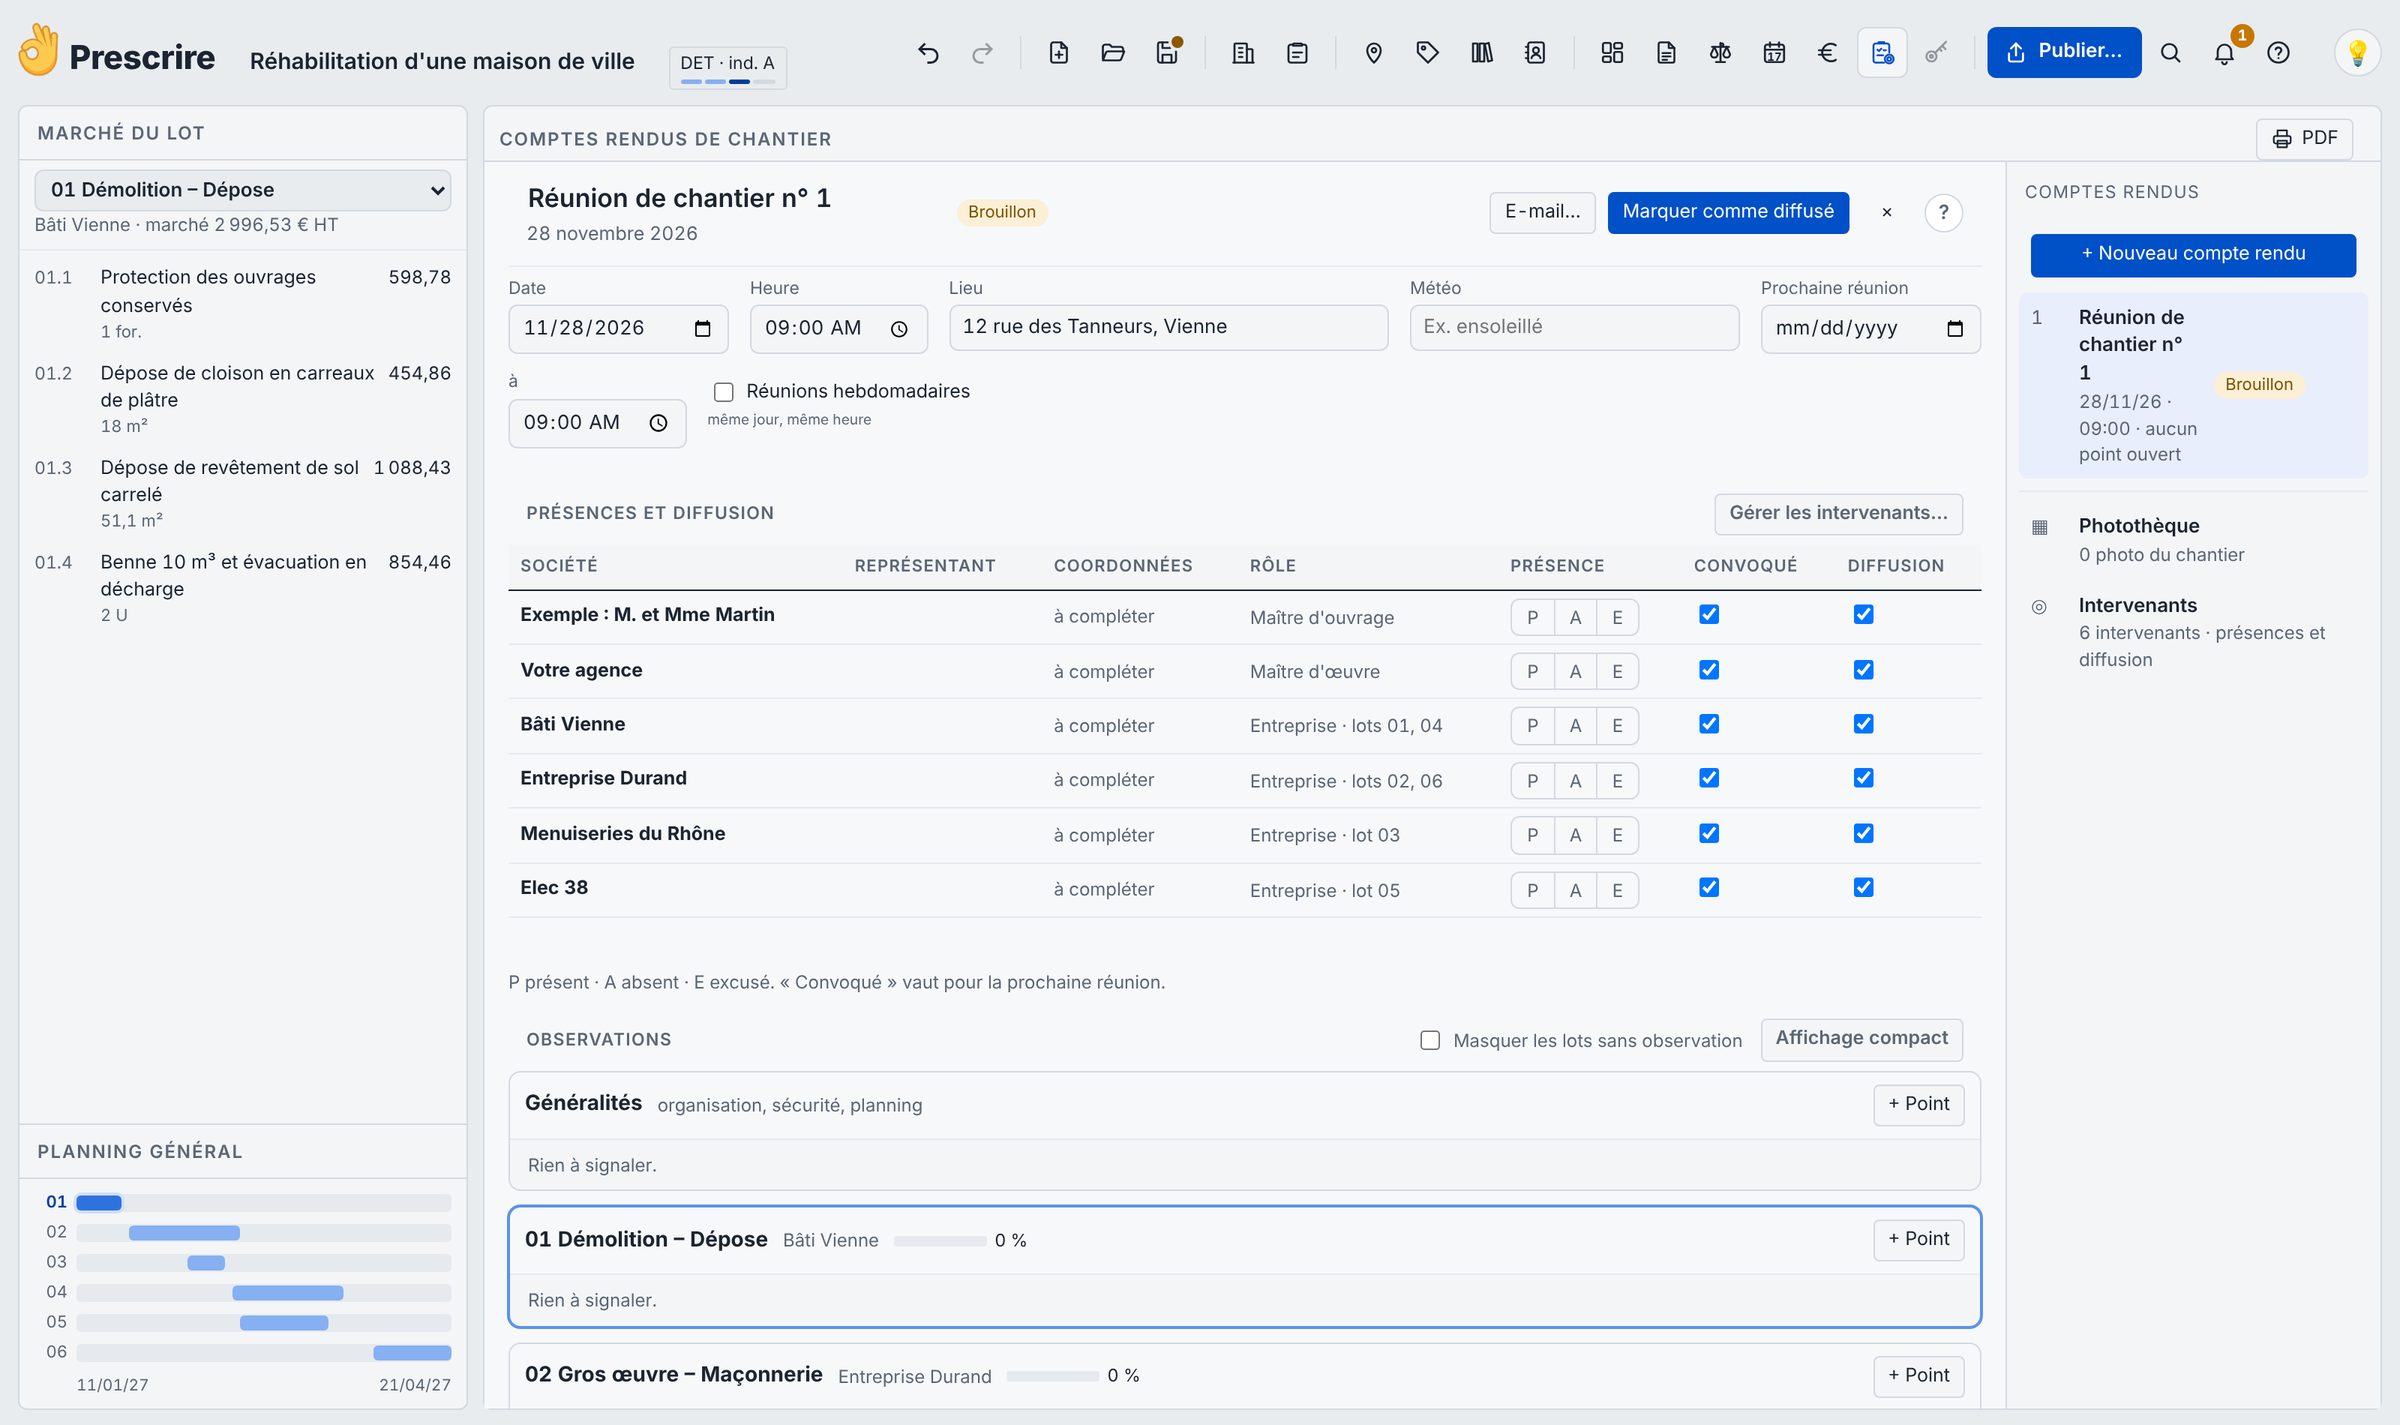 Prescrire
Réhabilitation d'une maison de ville
DET · ind. A
17
Publier...
1
MARCHÉ DU LOT
01 Démolition – Dépose
Bâti Vienne · marché 2 996,53 € HT
01.1 Protection des ouvrages conservés 598,78
1 for.
01.2 Dépose de cloison en carreaux de plâtre 454,86
18 m²
01.3 Dépose de revêtement de sol carrelé 1 088,43
51,1 m²
01.4 Benne 10 m³ et évacuation en décharge 854,46
2 U
PLANNING GÉNÉRAL
01
02
03
04
05
06
11/01/27 21/04/27
COMPTES RENDUS DE CHANTIER
PDF
Réunion de chantier n° 1
28 novembre 2026
Brouillon
E-mail...
Marquer comme diffusé
×
?
Date Heure Lieu Météo Prochaine réunion
11/28/2026 09:00 AM 12 rue des Tanneurs, Vienne Ex. ensoleillé mm/dd/yyyy
à
09:00 AM
Réunions hebdomadaires
même jour, même heure
PRÉSENCES ET DIFFUSION
Gérer les intervenants...
SOCIÉTÉ REPRÉSENTANT COORDONNÉES RÔLE PRÉSENCE CONVOQUÉ DIFFUSION
Exemple : M. et Mme Martin à compléter Maître d'ouvrage P A E
Votre agence à compléter Maître d'œuvre P A E
Bâti Vienne à compléter Entreprise · lots 01, 04 P A E
Entreprise Durand à compléter Entreprise · lots 02, 06 P A E
Menuiseries du Rhône à compléter Entreprise · lot 03 P A E
Elec 38 à compléter Entreprise · lot 05 P A E
P présent · A absent · E excusé. « Convoqué » vaut pour la prochaine réunion.
OBSERVATIONS
Masquer les lots sans observation
Affichage compact
Généralités organisation, sécurité, planning + Point
Rien à signaler.
01 Démolition – Dépose Bâti Vienne 0 % + Point
Rien à signaler.
02 Gros œuvre – Maçonnerie Entreprise Durand 0 % + Point
COMPTES RENDUS
+ Nouveau compte rendu
1 Réunion de
chantier n°
1
28/11/26 ·
09:00 · aucun
point ouvert
Brouillon
Photothèque
0 photo du chantier
Intervenants
6 intervenants · présences et
diffusion